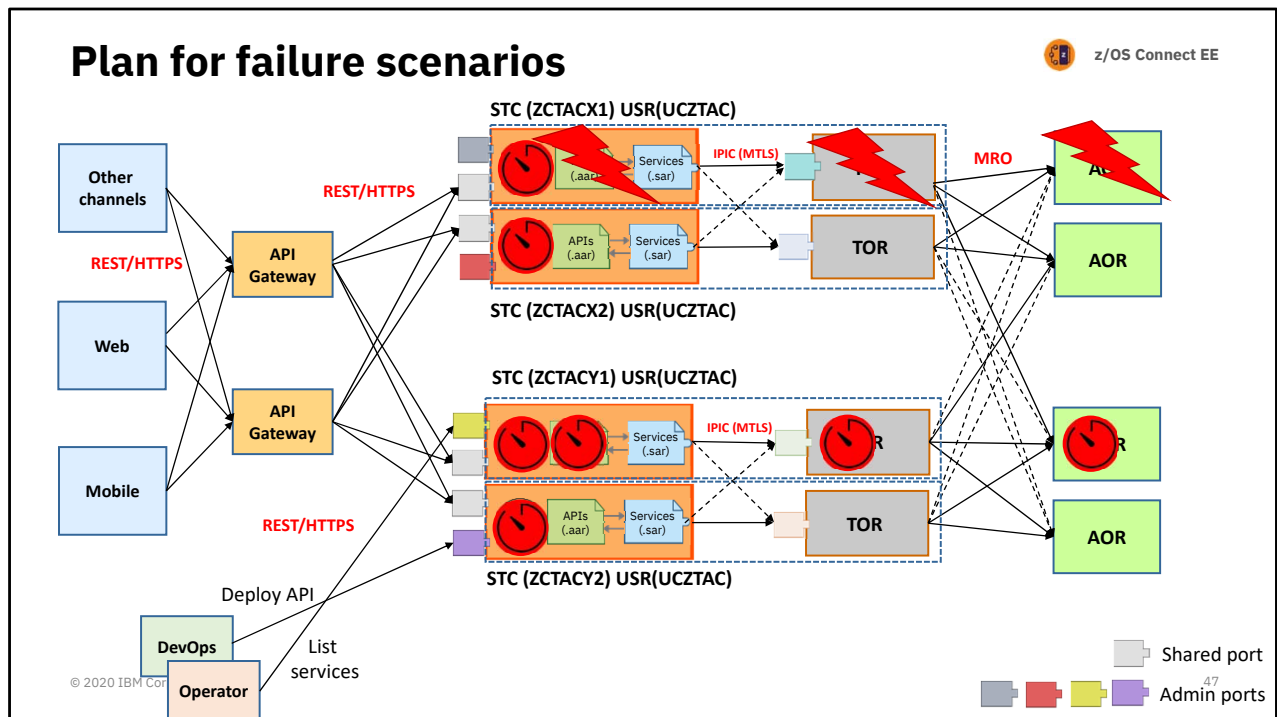 Plan for failure scenarios
z/OS Connect EE
STC (ZCTACX1) USR(UCZTAC)
Other
channels
Web
Mobile
REST/HTTPS
API
Gateway
API
Gateway
REST/HTTPS
Services
(.sar)
IPIC (MTLS)
MRO
APIs
(.aar)
Services
(.sar)
TOR
AOR
STC (ZCTACX2) USR(UCZTAC)
STC (ZCTACY1) USR(UCZTAC)
Services
(.sar)
IPIC (MTLS)
R
R
REST/HTTPS
APIs
(.aar)
Services
(.sar)
TOR
AOR
STC (ZCTACY2) USR(UCZTAC)
Deploy API
List
services
DevOps
Operator
© 2020 IBM
Shared port
Admin ports
47